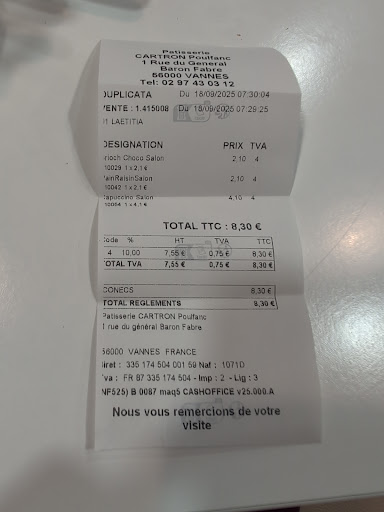 Patisserie
CARTRON Poulfanc
1 Rue du Général
Baron Fabre
56000 VANNES
Tel: 02 97 43 03 12
DUPLICATA Du 18/09/2025 07:30:04
VENTE : 1.415008 Du 18/09/2025 07:29:25
01 LAETITIA
DESIGNATION PRIX TVA
Brioch Choco Salon 2,10 4
10029 1 x 2,1 €
PainRaisinSalon 2,10 4
10042 1 x 2,1 €
Capuccino Salon 4,10 4
10064 1 x 4,1 €
TOTAL TTC : 8,30 €
Code % HT TVA TTC
4 10,00 7,55 € 0,75 € 8,30 €
TOTAL TVA 7,55 € 0,75 € 8,30 €
CONECS 8,30 €
TOTAL REGLEMENTS 8,30 €
Patisserie CARTRON Poulfanc
1 rue du général Baron Fabre
56000 VANNES FRANCE
Siret : 335 174 504 001 59 Naf : 1071D
Tva : FR 87 335 174 504 - Imp : 2 - Lig : 3
(NF525) B 0087 maq5 CASHOFFICE v25.000.A
Nous vous remercions de votre
visite